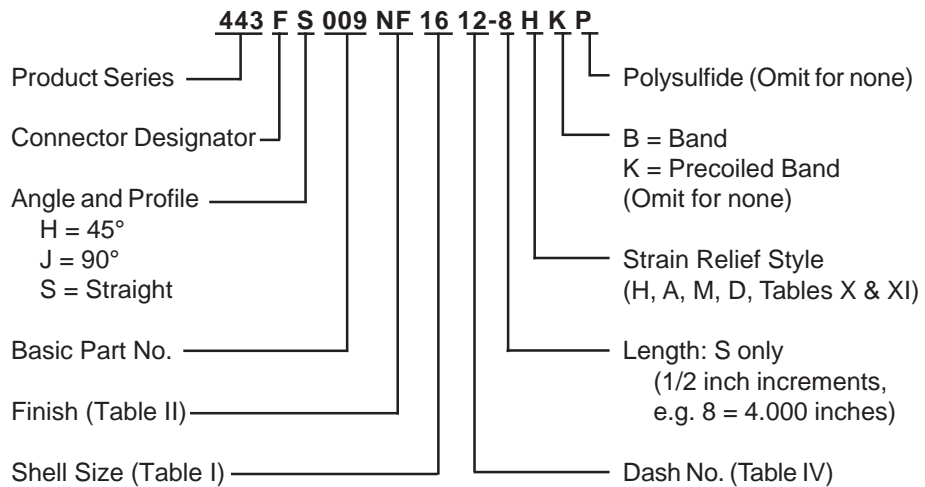 443 F S 009 NF 16 12-8 H K P
Product Series
Connector Designator
Angle and Profile
H = 45°
J = 90°
S = Straight
Basic Part No.
Finish (Table II)
Shell Size (Table I)
Polysulfide (Omit for none)
B = Band
K = Precoiled Band
(Omit for none)
Strain Relief Style
(H, A, M, D, Tables X & XI)
Length: S only
(1/2 inch increments,
e.g. 8 = 4.000 inches)
Dash No. (Table IV)